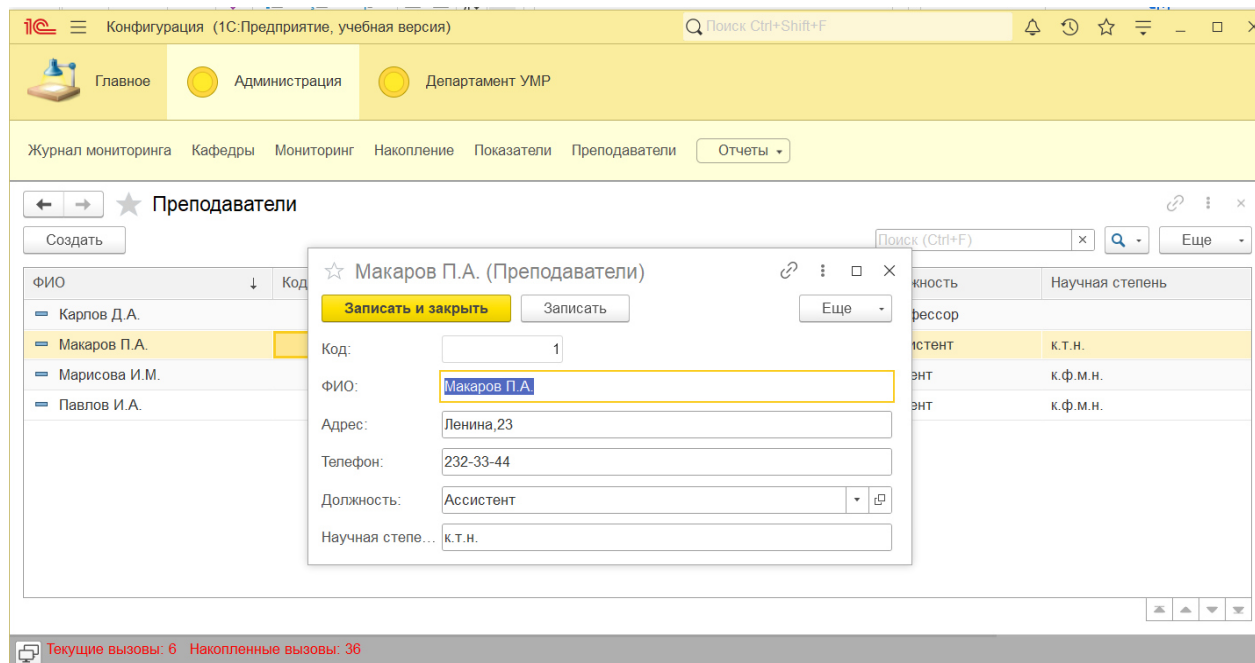 1С Конфигурация (1С:Предприятие, учебная версия) Поиск Ctrl+Shift+F
Главное Администрация Департамент УМР
Журнал мониторинга Кафедры Мониторинг Накопление Показатели Преподаватели Отчеты
Преподаватели
Создать Поиск (Ctrl+F) Еще
ФИО Код жность Научная степень
Карпов Д.А. фессор
Макаров П.А. истент к.т.н.
Марисова И.М. ент к.ф.м.н.
Павлов И.А. ент к.ф.м.н.
Макаров П.А. (Преподаватели)
Записать и закрыть Записать Еще
Код: 1
ФИО: Макаров П.А.
Адрес: Ленина,23
Телефон: 232-33-44
Должность: Ассистент
Научная степе... к.т.н.
Текущие вызовы: 6 Накопленные вызовы: 36